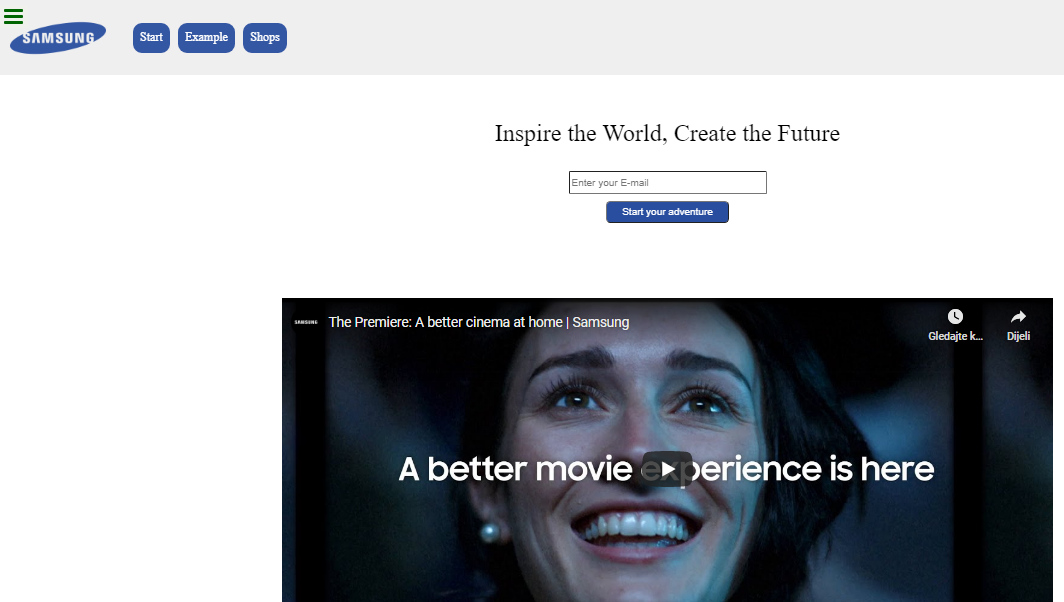 SAMSUNG
Start
Example
Shops
Inspire the World, Create the Future
Enter your E-mail
Start your adventure
SAMSUNG
The Premiere: A better cinema at home | Samsung
Gledajte k...
Dijeli
A better movie experience is here